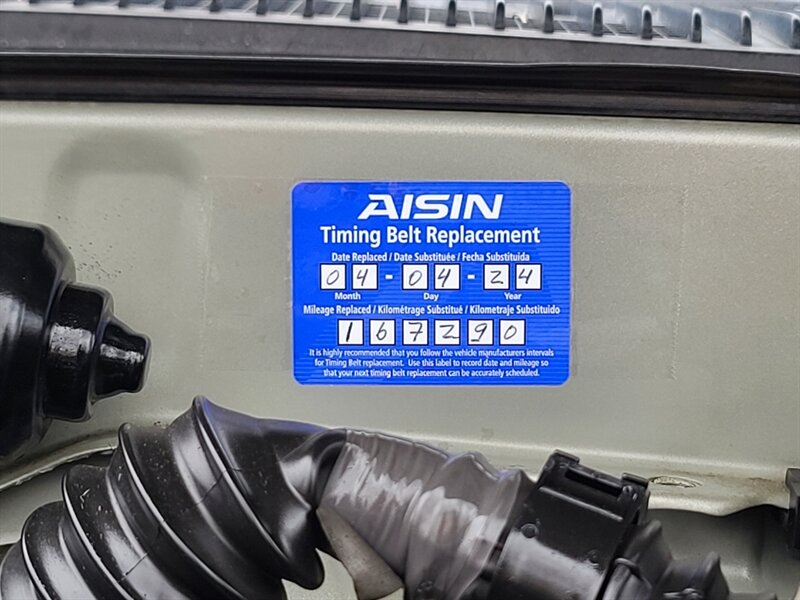 AISIN
Timing Belt Replacement
Date Replaced / Date Substituée / Fecha Substituida
04-04-24
Month Day Year
Mileage Replaced / Kilométrage Substitué / Kilometraje Substituido
167290
It is highly recommended that you follow the vehicle manufacturers intervals
for Timing Belt replacement. Use this label to record date and mileage so
that your next timing belt replacement can be accurately scheduled.